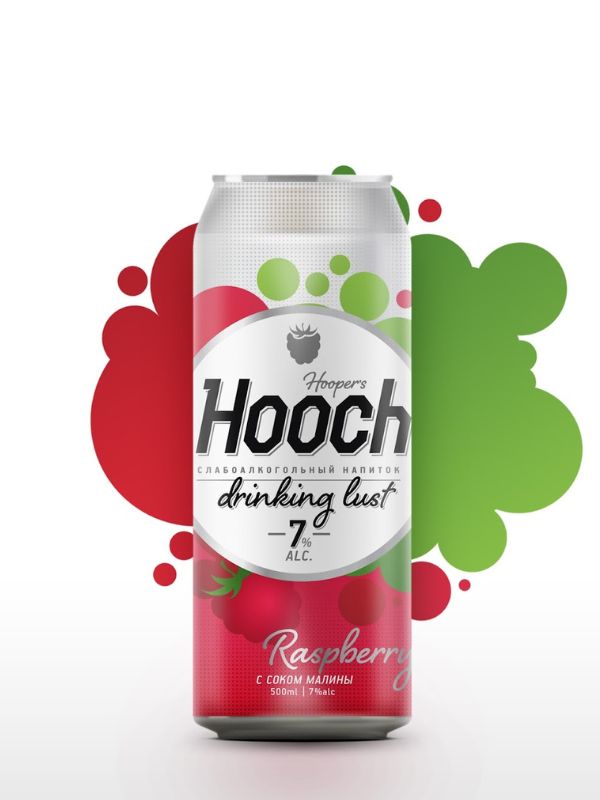 Hooper's
Hooch
СЛАБОАЛКОГОЛЬНЫЙ НАПИТОК
drinking lust
7%
ALC.
Raspberry
С СОКОМ МАЛИНЫ
500ml | 7%alc